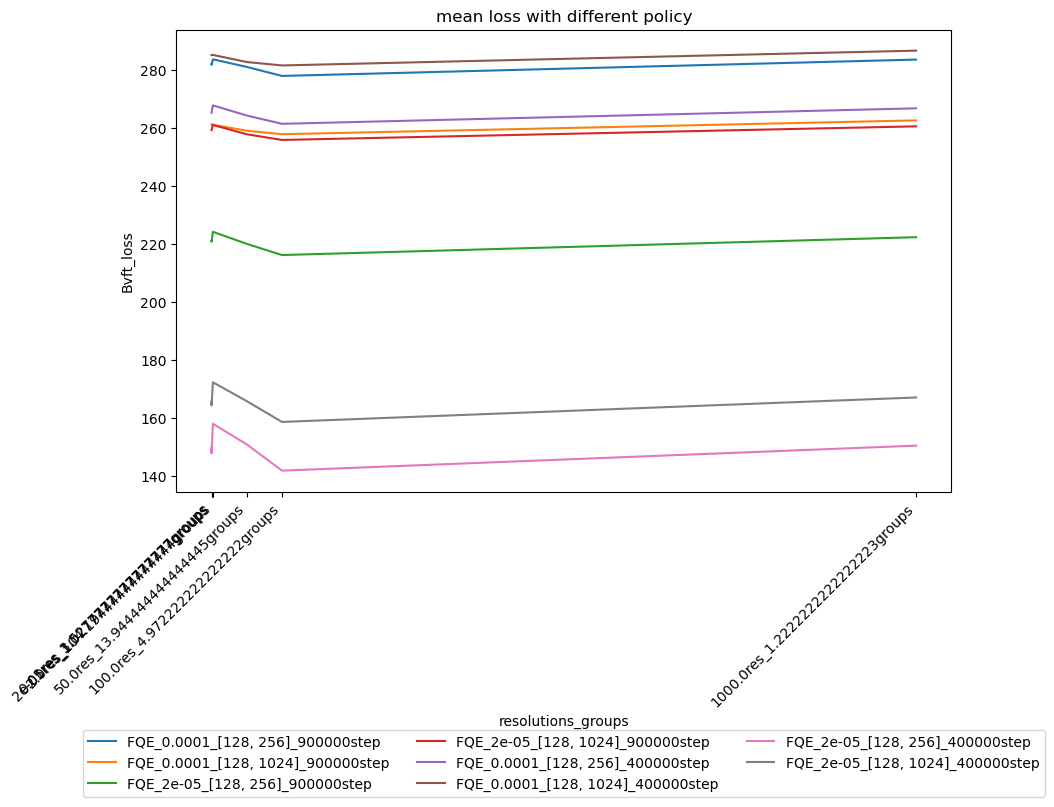 mean loss with different policy
280
260
240
220
200
180
160
140
Bvft_loss
50.0res_13.944444444444445groups
100.0res_4.972222222222222groups
1000.0res_1.2222222222222223groups
resolutions_groups
FQE_0.0001_[128, 256]_900000step
FQE_0.0001_[128, 1024]_900000step
FQE_2e-05_[128, 256]_900000step
FQE_2e-05_[128, 1024]_900000step
FQE_0.0001_[128, 256]_400000step
FQE_0.0001_[128, 1024]_400000step
FQE_2e-05_[128, 256]_400000step
FQE_2e-05_[128, 1024]_400000step